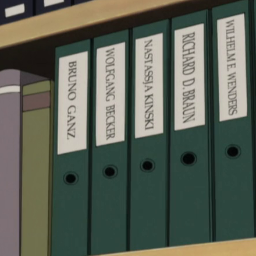 BRUNO GANZ
WOLFGANG BECKER
NASTASSJA KINSKI
RICHARD D. BRAUN
WILHELM E. WENDERS